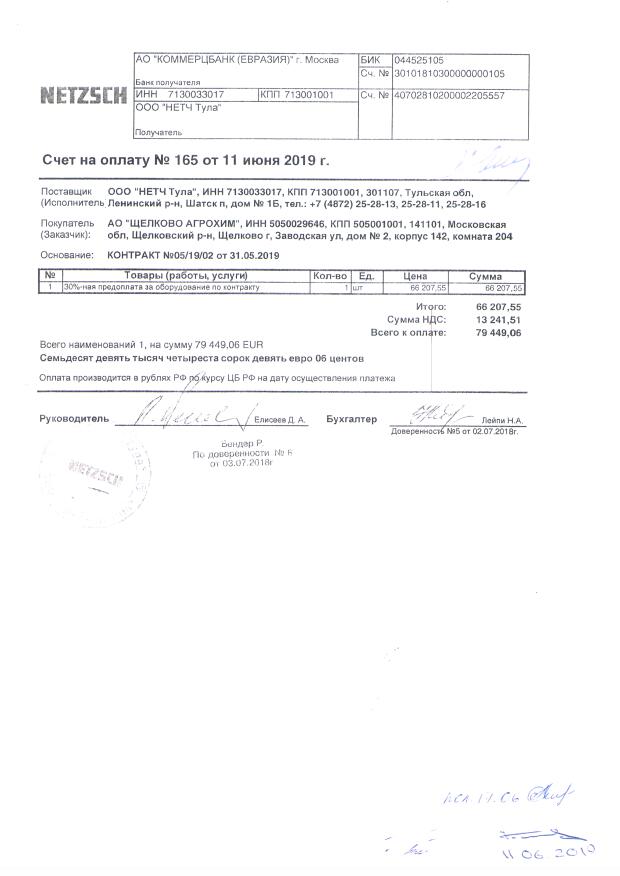 NETZSCH
АО "КОММЕРЦБАНК (ЕВРАЗИЯ)" г. Москва
БИК 044525105
Сч. № 30101810300000000105
Банк получателя
ИНН 7130033017 КПП 713001001 Сч. № 40702810200002205557
ООО "НЕТЧ Тула"
Получатель
Счет на оплату № 165 от 11 июня 2019 г.
Поставщик ООО "НЕТЧ Тула", ИНН 7130033017, КПП 713001001, 301107, Тульская обл,
(Исполнитель Ленинский р-н, Шатск п, дом № 1Б, тел.: +7 (4872) 25-28-13, 25-28-11, 25-28-16
Покупатель АО "ЩЕЛКОВО АГРОХИМ", ИНН 5050029646, КПП 505001001, 141101, Московская
(Заказчик): обл, Щелковский р-н, Щелково г, Заводская ул, дом № 2, корпус 142, комната 204
Основание: КОНТРАКТ №05/19/02 от 31.05.2019
№ Товары (работы, услуги) Кол-во Ед. Цена Сумма
1 30%-ная предоплата за оборудование по контракту 1 шт 66 207,55 66 207,55
Итого: 66 207,55
Сумма НДС: 13 241,51
Всего к оплате: 79 449,06
Всего наименований 1, на сумму 79 449,06 EUR
Семьдесят девять тысяч четыреста сорок девять евро 06 центов
Оплата производится в рублях РФ по курсу ЦБ РФ на дату осуществления платежа
Руководитель Елисеев Д. А. Бухгалтер Лейпи Н.А.
Доверенность №5 от 02.07.2018г.
Бендер Р.
По доверенности № 6
от 03.07.2018г
NETZSCH
11.06.2019